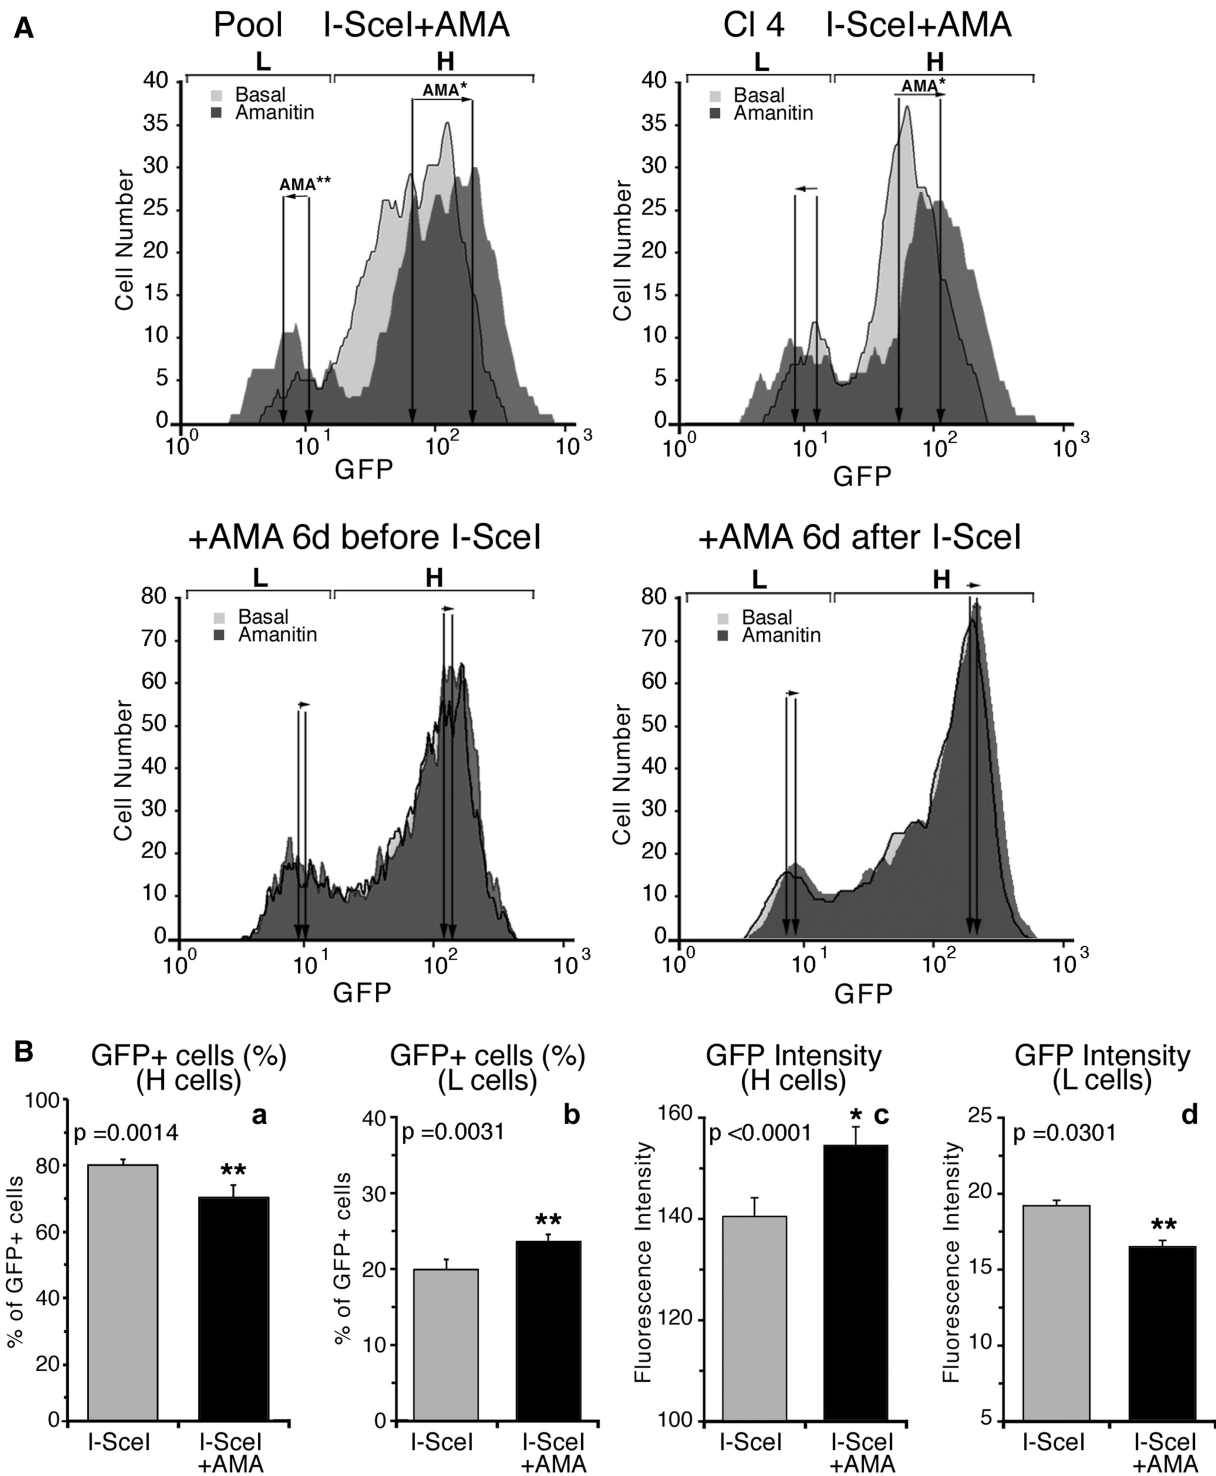 A
Pool I-SceI+AMA
L H
40
35
30
25
20
15
10
5
0
Cell Number
Basal
Amanitin
AMA*
AMA**
10^0 10^1 10^2 10^3
GFP
Cl 4 I-SceI+AMA
L H
40
35
30
25
20
15
10
5
0
Cell Number
Basal
Amanitin
AMA*
10^0 10^1 10^2 10^3
GFP
+AMA 6d before I-SceI
L H
80
70
60
50
40
30
20
10
0
Cell Number
Basal
Amanitin
10^0 10^1 10^2 10^3
GFP
+AMA 6d after I-SceI
L H
80
70
60
50
40
30
20
10
0
Cell Number
Basal
Amanitin
10^0 10^1 10^2 10^3
GFP
B
GFP+ cells (%)
(H cells)
a
p =0.0014
**
100
80
60
40
20
0
% of GFP+ cells
I-SceI I-SceI
+AMA
GFP+ cells (%)
(L cells)
b
p =0.0031
**
40
30
20
10
0
% of GFP+ cells
I-SceI I-SceI
+AMA
GFP Intensity
(H cells)
* c
p <0.0001
160
140
120
100
Fluorescence Intensity
I-SceI I-SceI
+AMA
GFP Intensity
(L cells)
d
p =0.0301
**
25
20
15
10
5
Fluorescence Intensity
I-SceI I-SceI
+AMA